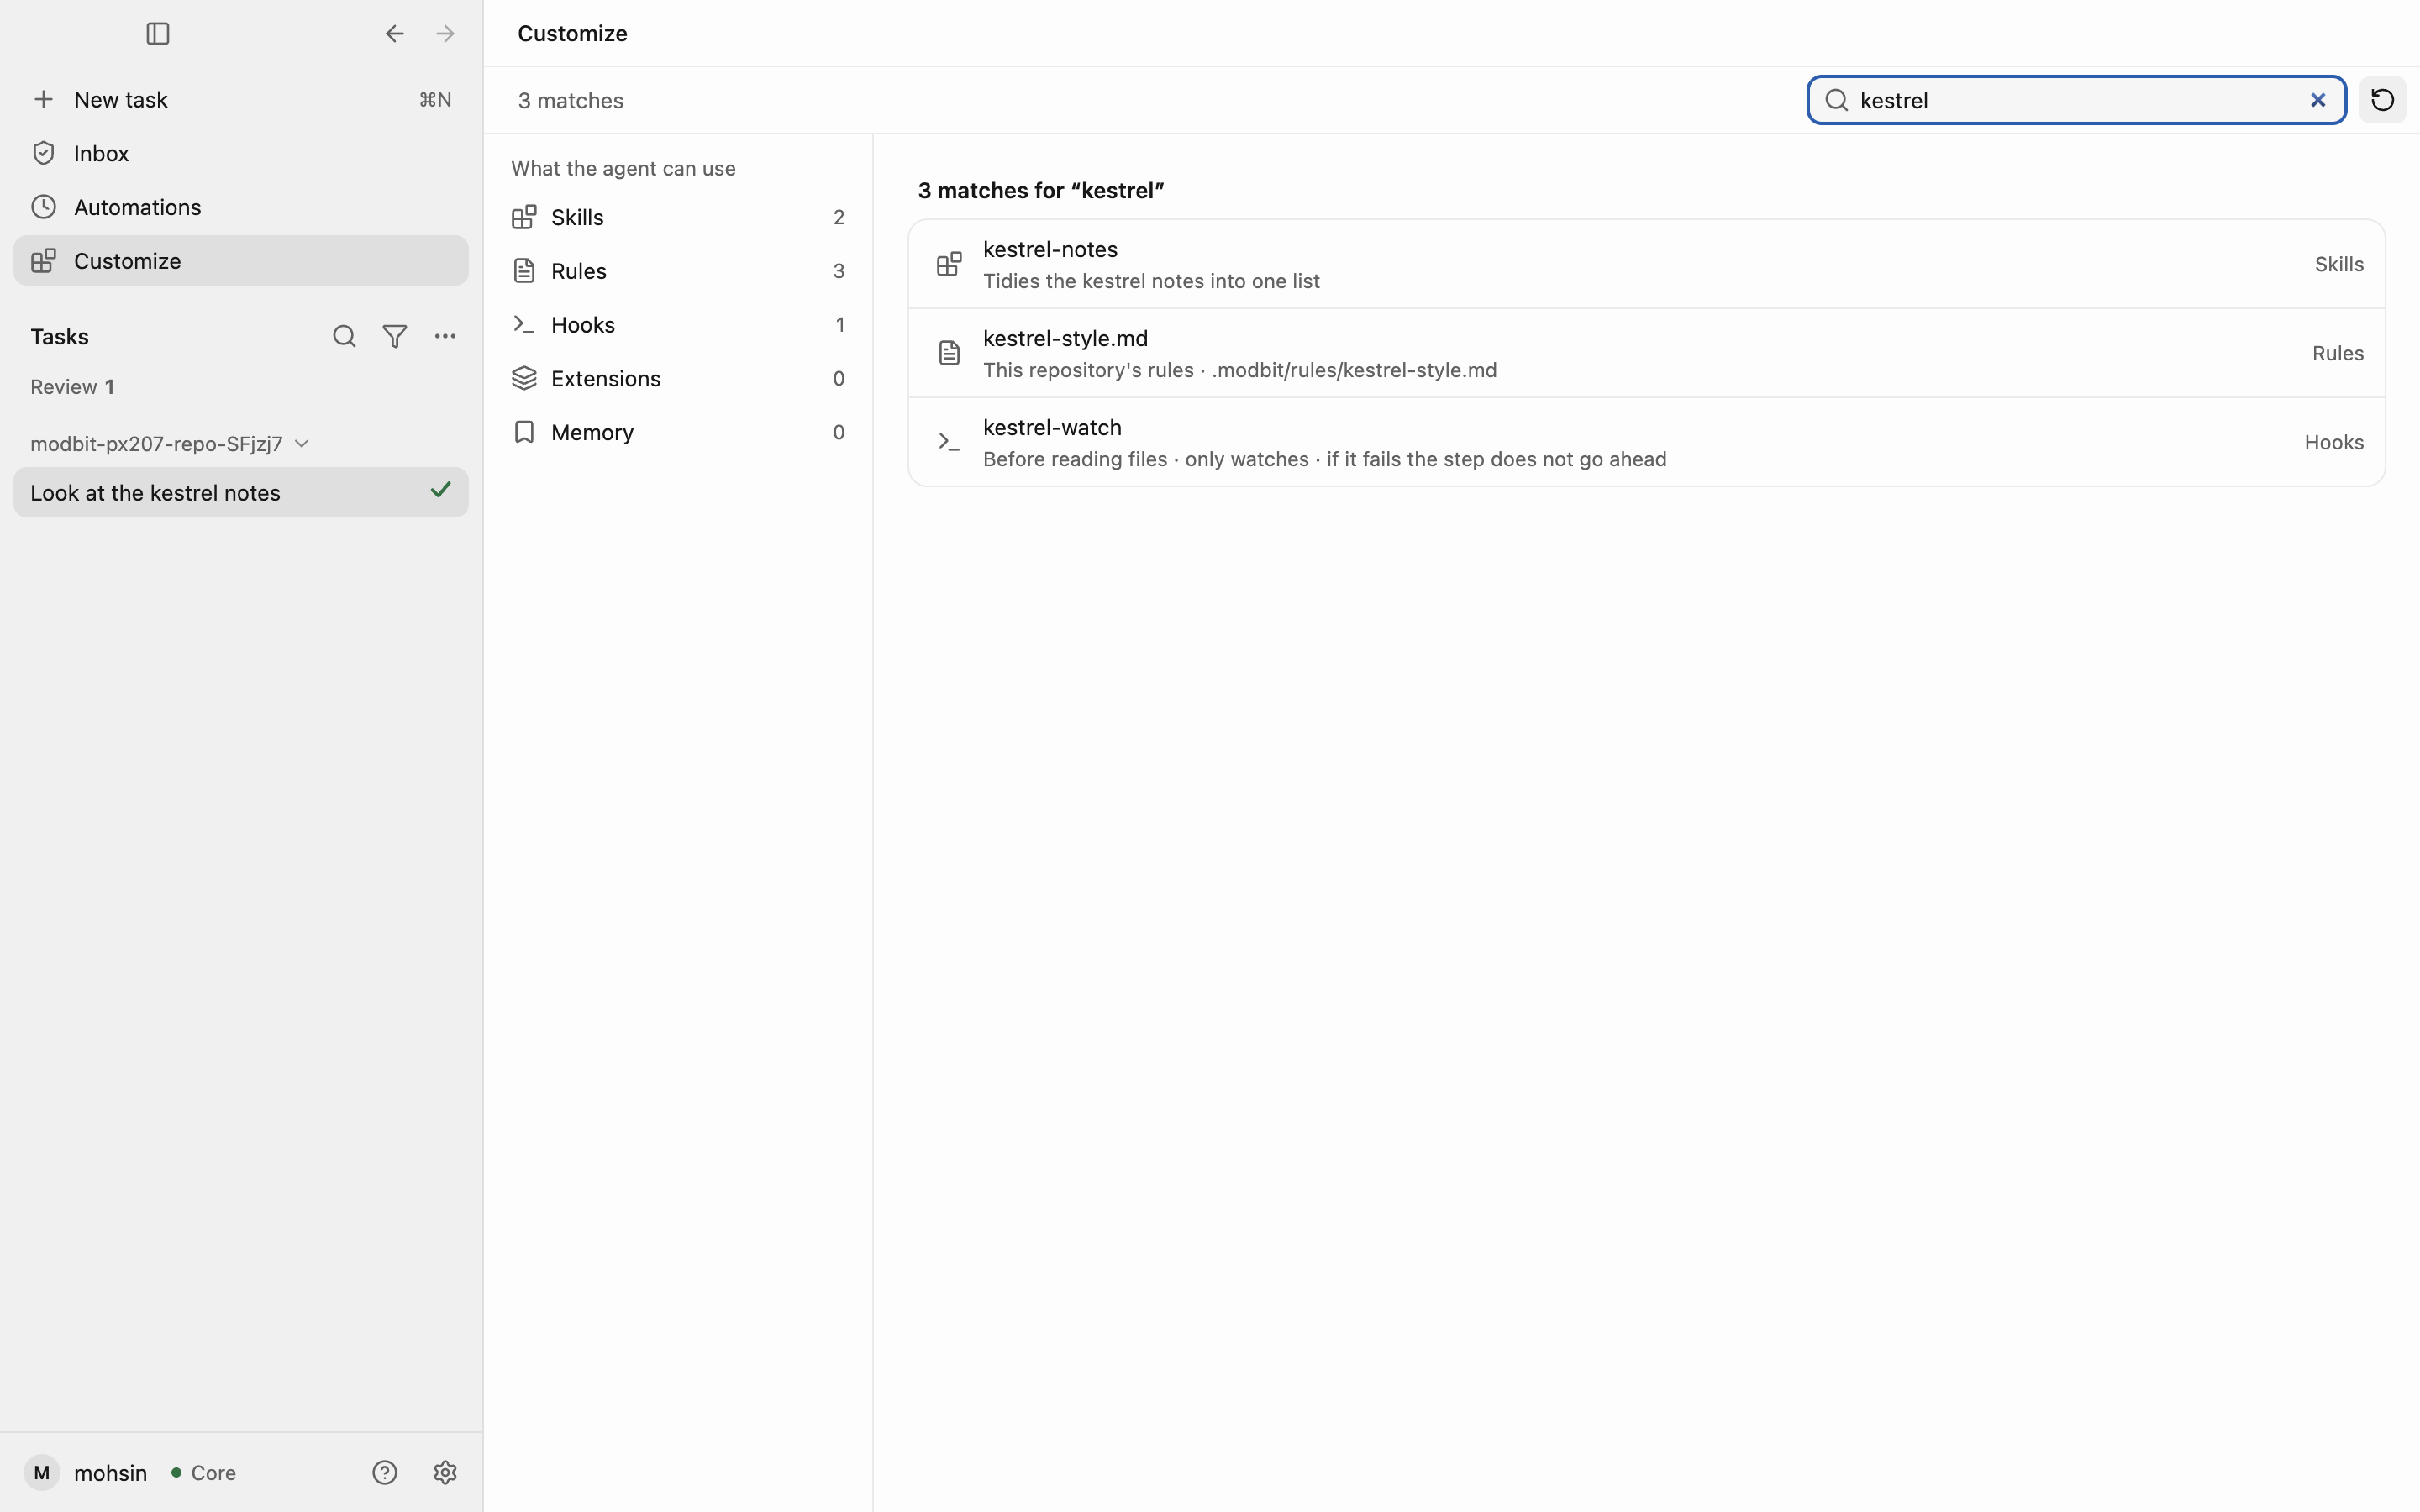 Customize
New task ⌘N
Inbox
Automations
Customize
Tasks
Review 1
modbit-px207-repo-SFjzj7
Look at the kestrel notes
M mohsin Core
3 matches
kestrel
What the agent can use
Skills 2
Rules 3
Hooks 1
Extensions 0
Memory 0
3 matches for “kestrel”
kestrel-notes
Tidies the kestrel notes into one list
Skills
kestrel-style.md
This repository's rules · .modbit/rules/kestrel-style.md
Rules
kestrel-watch
Before reading files · only watches · if it fails the step does not go ahead
Hooks